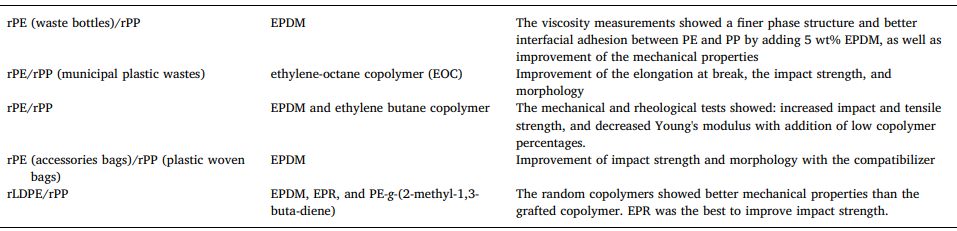 rPE (waste bottles)/rPP EPDM The viscosity measurements showed a finer phase structure and better
interfacial adhesion between PE and PP by adding 5 wt% EPDM, as well as
improvement of the mechanical properties
rPE/rPP (municipal plastic wastes) ethylene-octane copolymer (EOC) Improvement of the elongation at break, the impact strength, and
morphology
rPE/rPP EPDM and ethylene butane copolymer The mechanical and rheological tests showed: increased impact and tensile
strength, and decreased Young's modulus with addition of low copolymer
percentages.
rPE (accessories bags)/rPP (plastic woven EPDM Improvement of impact strength and morphology with the compatibilizer
bags)
rLDPE/rPP EPDM, EPR, and PE-g-(2-methyl-1,3- The random copolymers showed better mechanical properties than the
buta-diene) grafted copolymer. EPR was the best to improve impact strength.